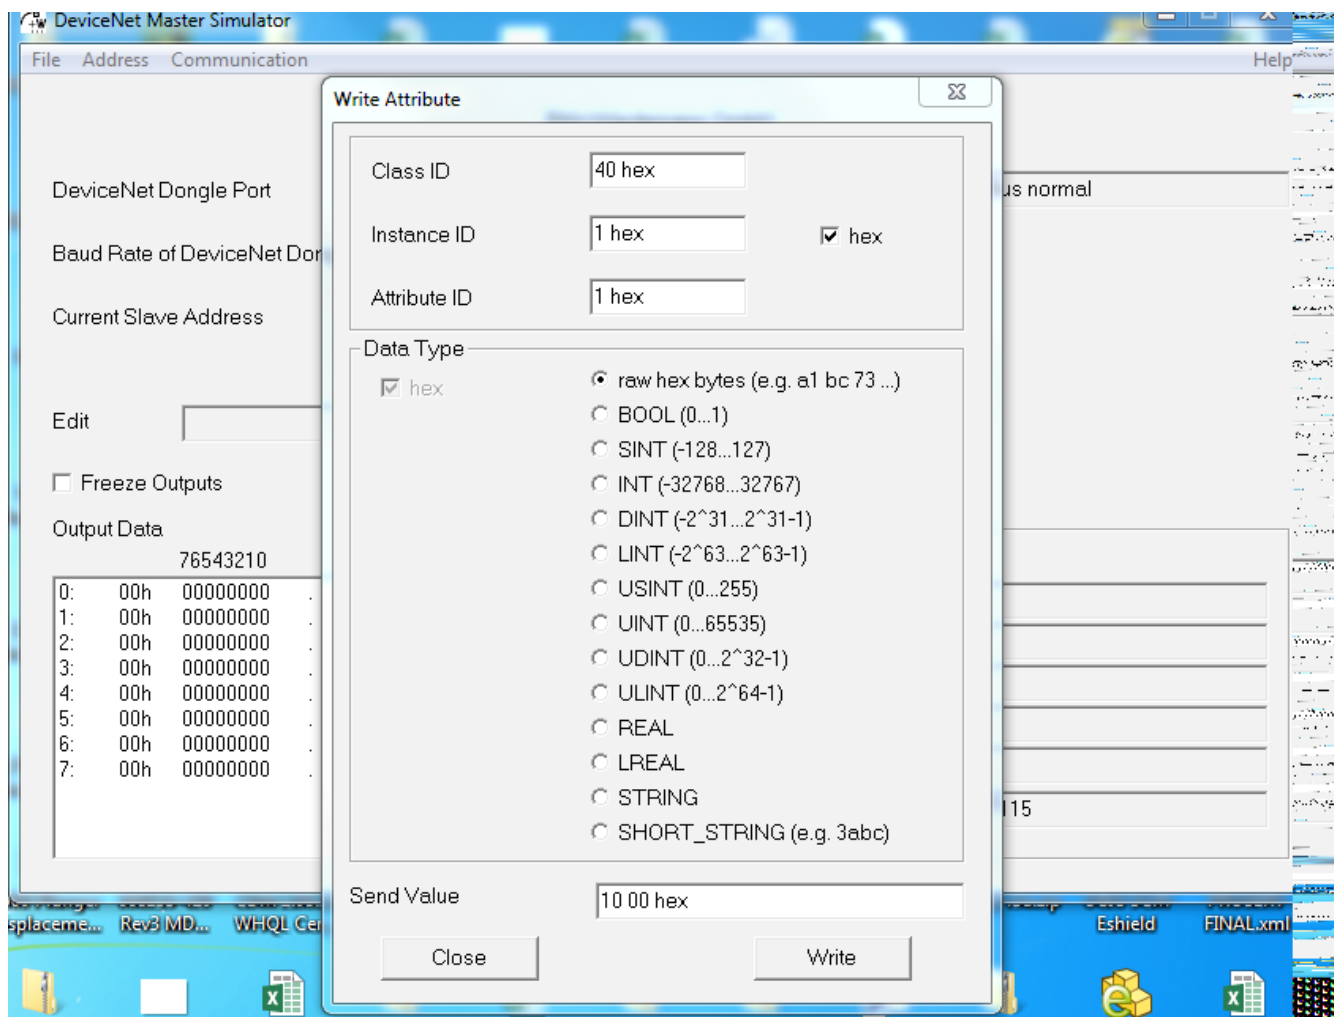 DeviceNet Master Simulator
File Address Communication Help
Write Attribute
Class ID 40 hex
Instance ID 1 hex hex
Attribute ID 1 hex
DeviceNet Dongle Port
normal
Baud Rate of DeviceNet
Current Slave Address
Edit
Freeze Outputs
Output Data
76543210
0: 00h 00000000 .
1: 00h 00000000 .
2: 00h 00000000 .
3: 00h 00000000 .
4: 00h 00000000 .
5: 00h 00000000 .
6: 00h 00000000 .
7: 00h 00000000 .
Data Type
hex
raw hex bytes (e.g. a1 bc 73 ...)
BOOL (0...1)
SINT (-128...127)
INT (-32768...32767)
DINT (-2^31...2^31-1)
LINT (-2^63...2^63-1)
USINT (0...255)
UINT (0...65535)
UDINT (0...2^32-1)
ULINT (0...2^64-1)
REAL
LREAL
STRING
SHORT_STRING (e.g. 3abc)
115
Send Value 10 00 hex
Close Write
splaceme... Rev3 MD... WHQL Cer Eshield FINAL.xml